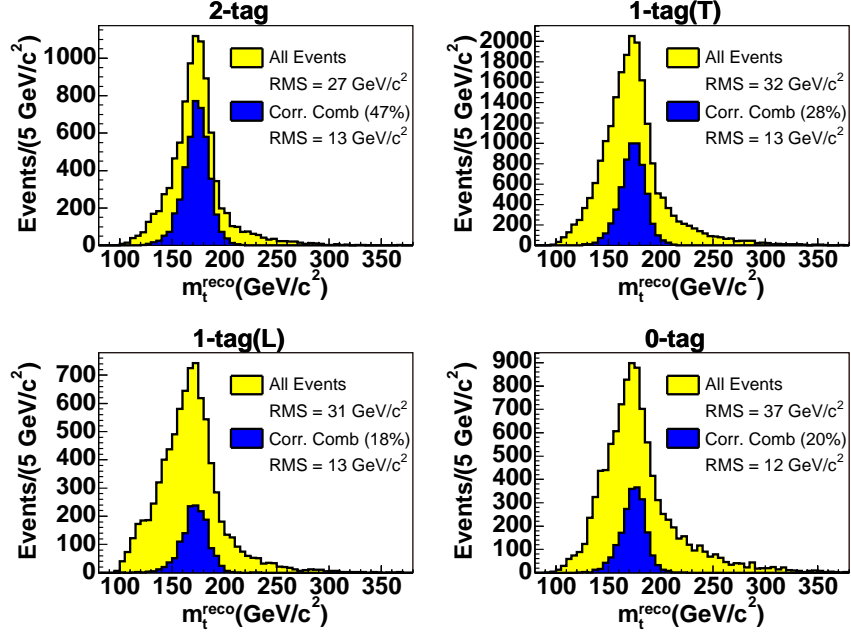 2-tag
Events/(5 GeV/c²)
1000
800
600
400
200
0
All Events
RMS = 27 GeV/c²
Corr. Comb (47%)
RMS = 13 GeV/c²
100 150 200 250 300 350
m_t^reco(GeV/c²)
1-tag(T)
Events/(5 GeV/c²)
2000
1800
1600
1400
1200
1000
800
600
400
200
0
All Events
RMS = 32 GeV/c²
Corr. Comb (28%)
RMS = 13 GeV/c²
100 150 200 250 300 350
m_t^reco(GeV/c²)
1-tag(L)
Events/(5 GeV/c²)
700
600
500
400
300
200
100
0
All Events
RMS = 31 GeV/c²
Corr. Comb (18%)
RMS = 13 GeV/c²
100 150 200 250 300 350
m_t^reco(GeV/c²)
0-tag
Events/(5 GeV/c²)
900
800
700
600
500
400
300
200
100
0
All Events
RMS = 37 GeV/c²
Corr. Comb (20%)
RMS = 12 GeV/c²
100 150 200 250 300 350
m_t^reco(GeV/c²)